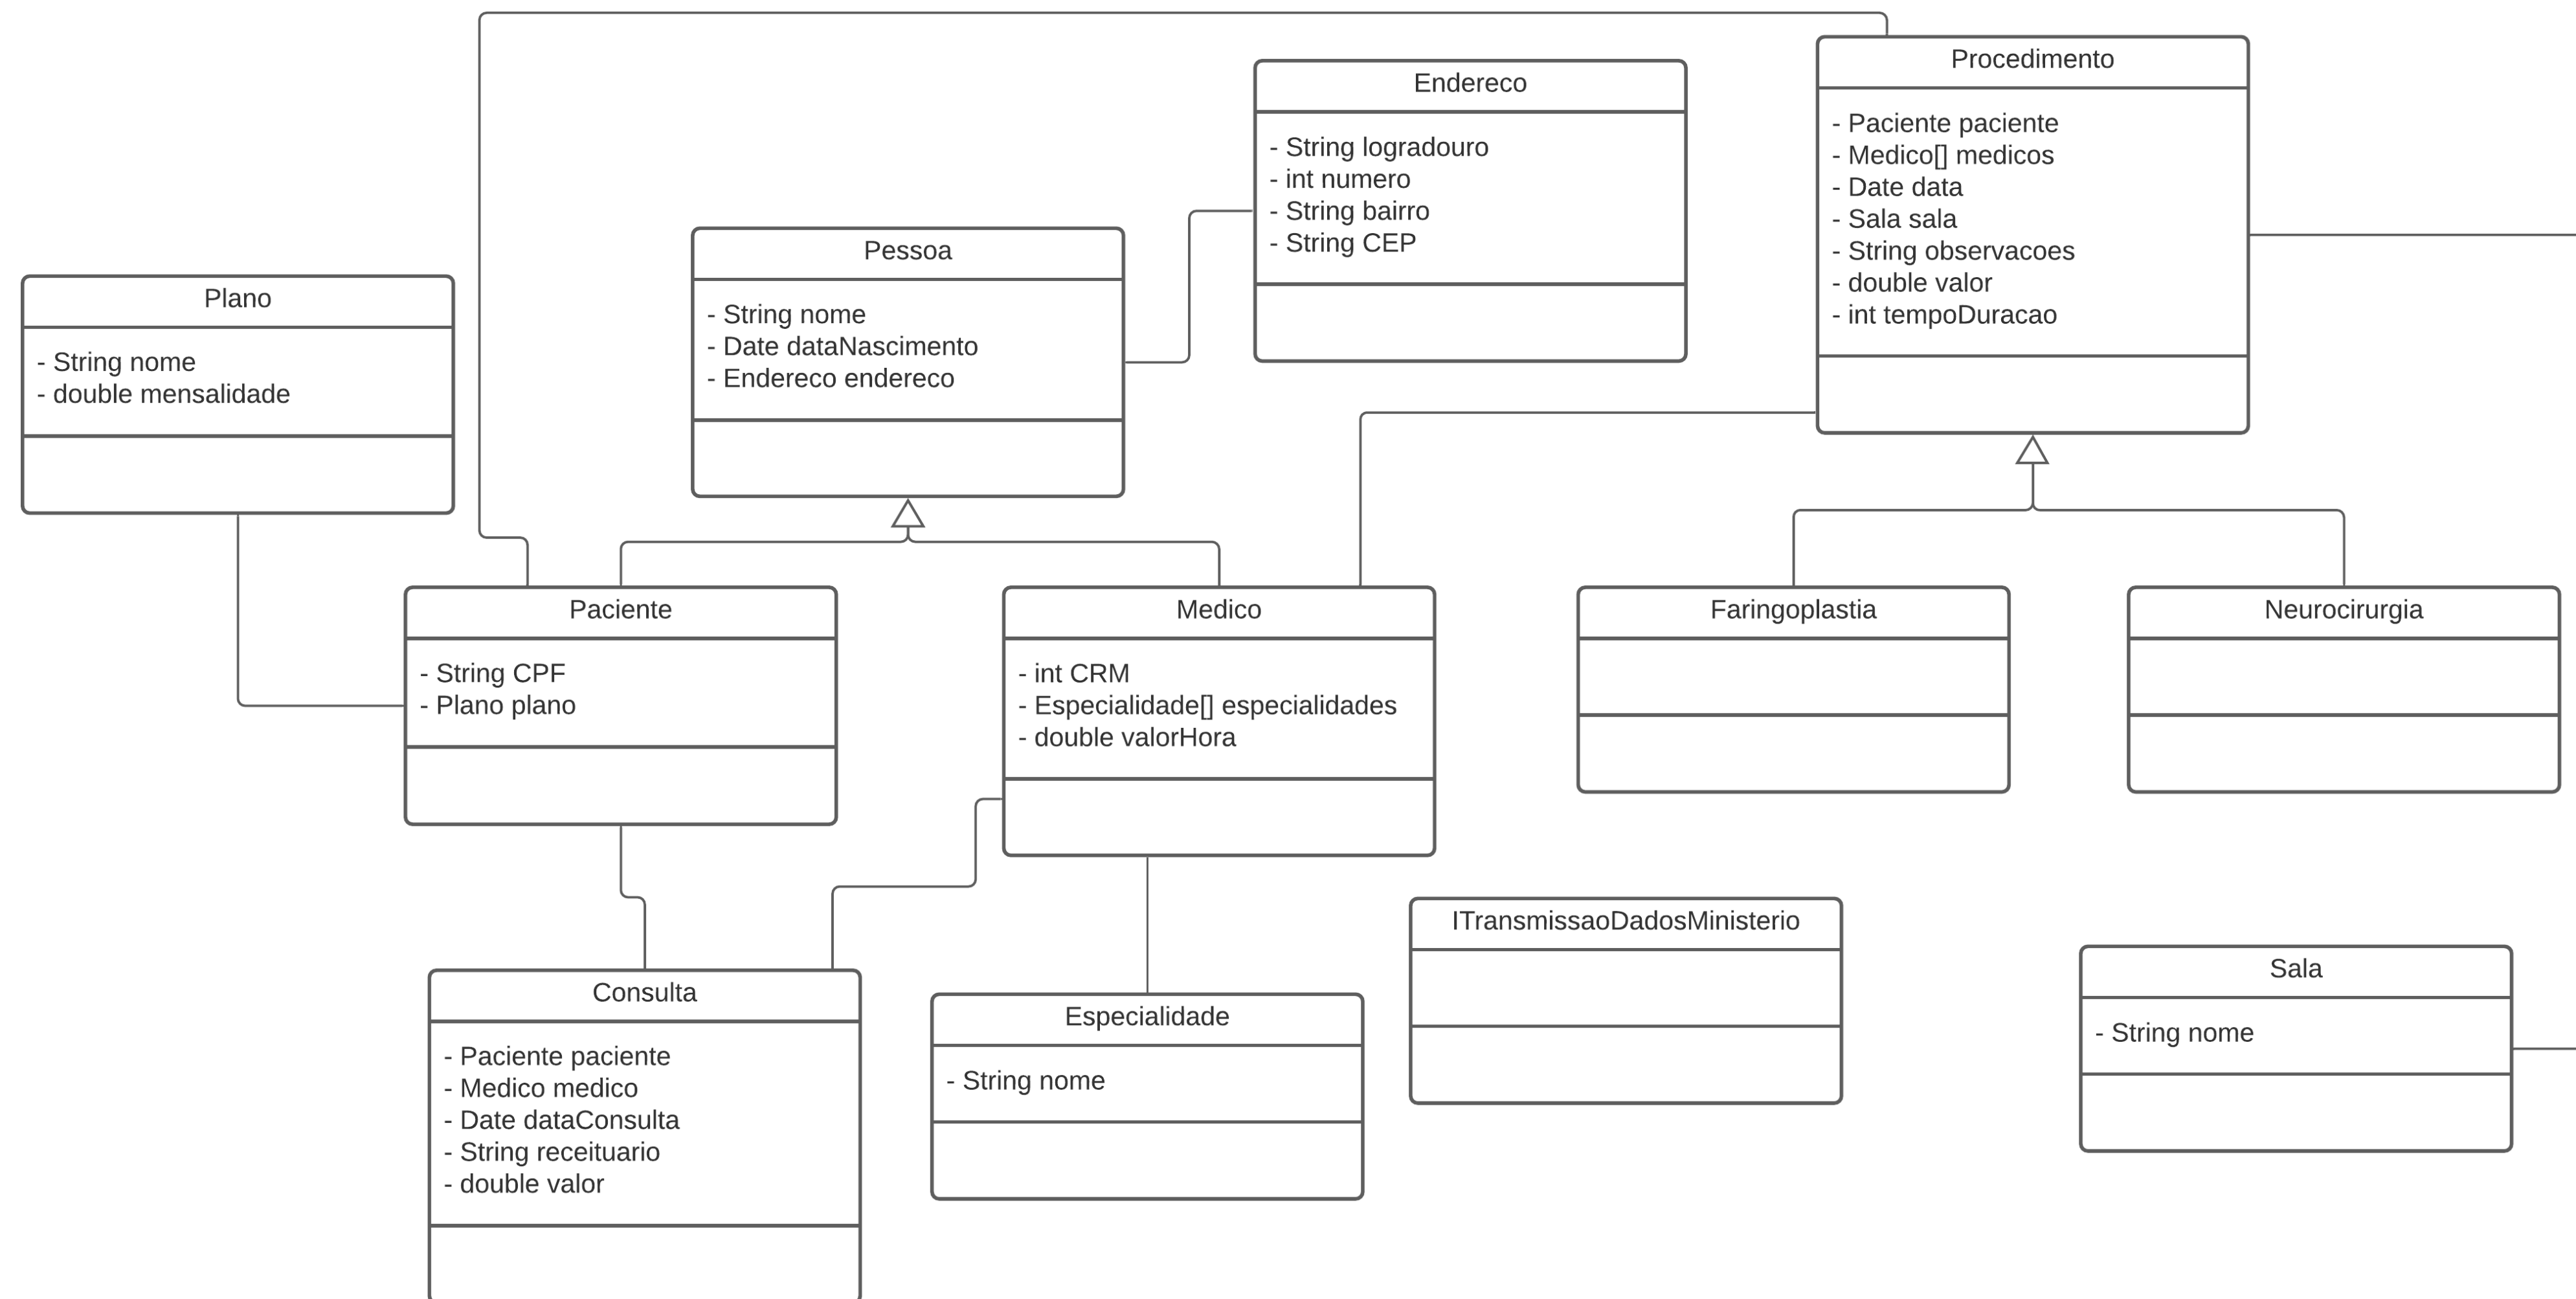 Procedimento
- Paciente paciente
- Medico[] medicos
- Date data
- Sala sala
- String observacoes
- double valor
- int tempoDuracao
Endereco
- String logradouro
- int numero
- String bairro
- String CEP
Pessoa
- String nome
- Date dataNascimento
- Endereco endereco
Plano
- String nome
- double mensalidade
Paciente
- String CPF
- Plano plano
Medico
- int CRM
- Especialidade[] especialidades
- double valorHora
Faringoplastia
Neurocirurgia
ITransmissaoDadosMinisterio
Sala
- String nome
Consulta
- Paciente paciente
- Medico medico
- Date dataConsulta
- String receituario
- double valor
Especialidade
- String nome